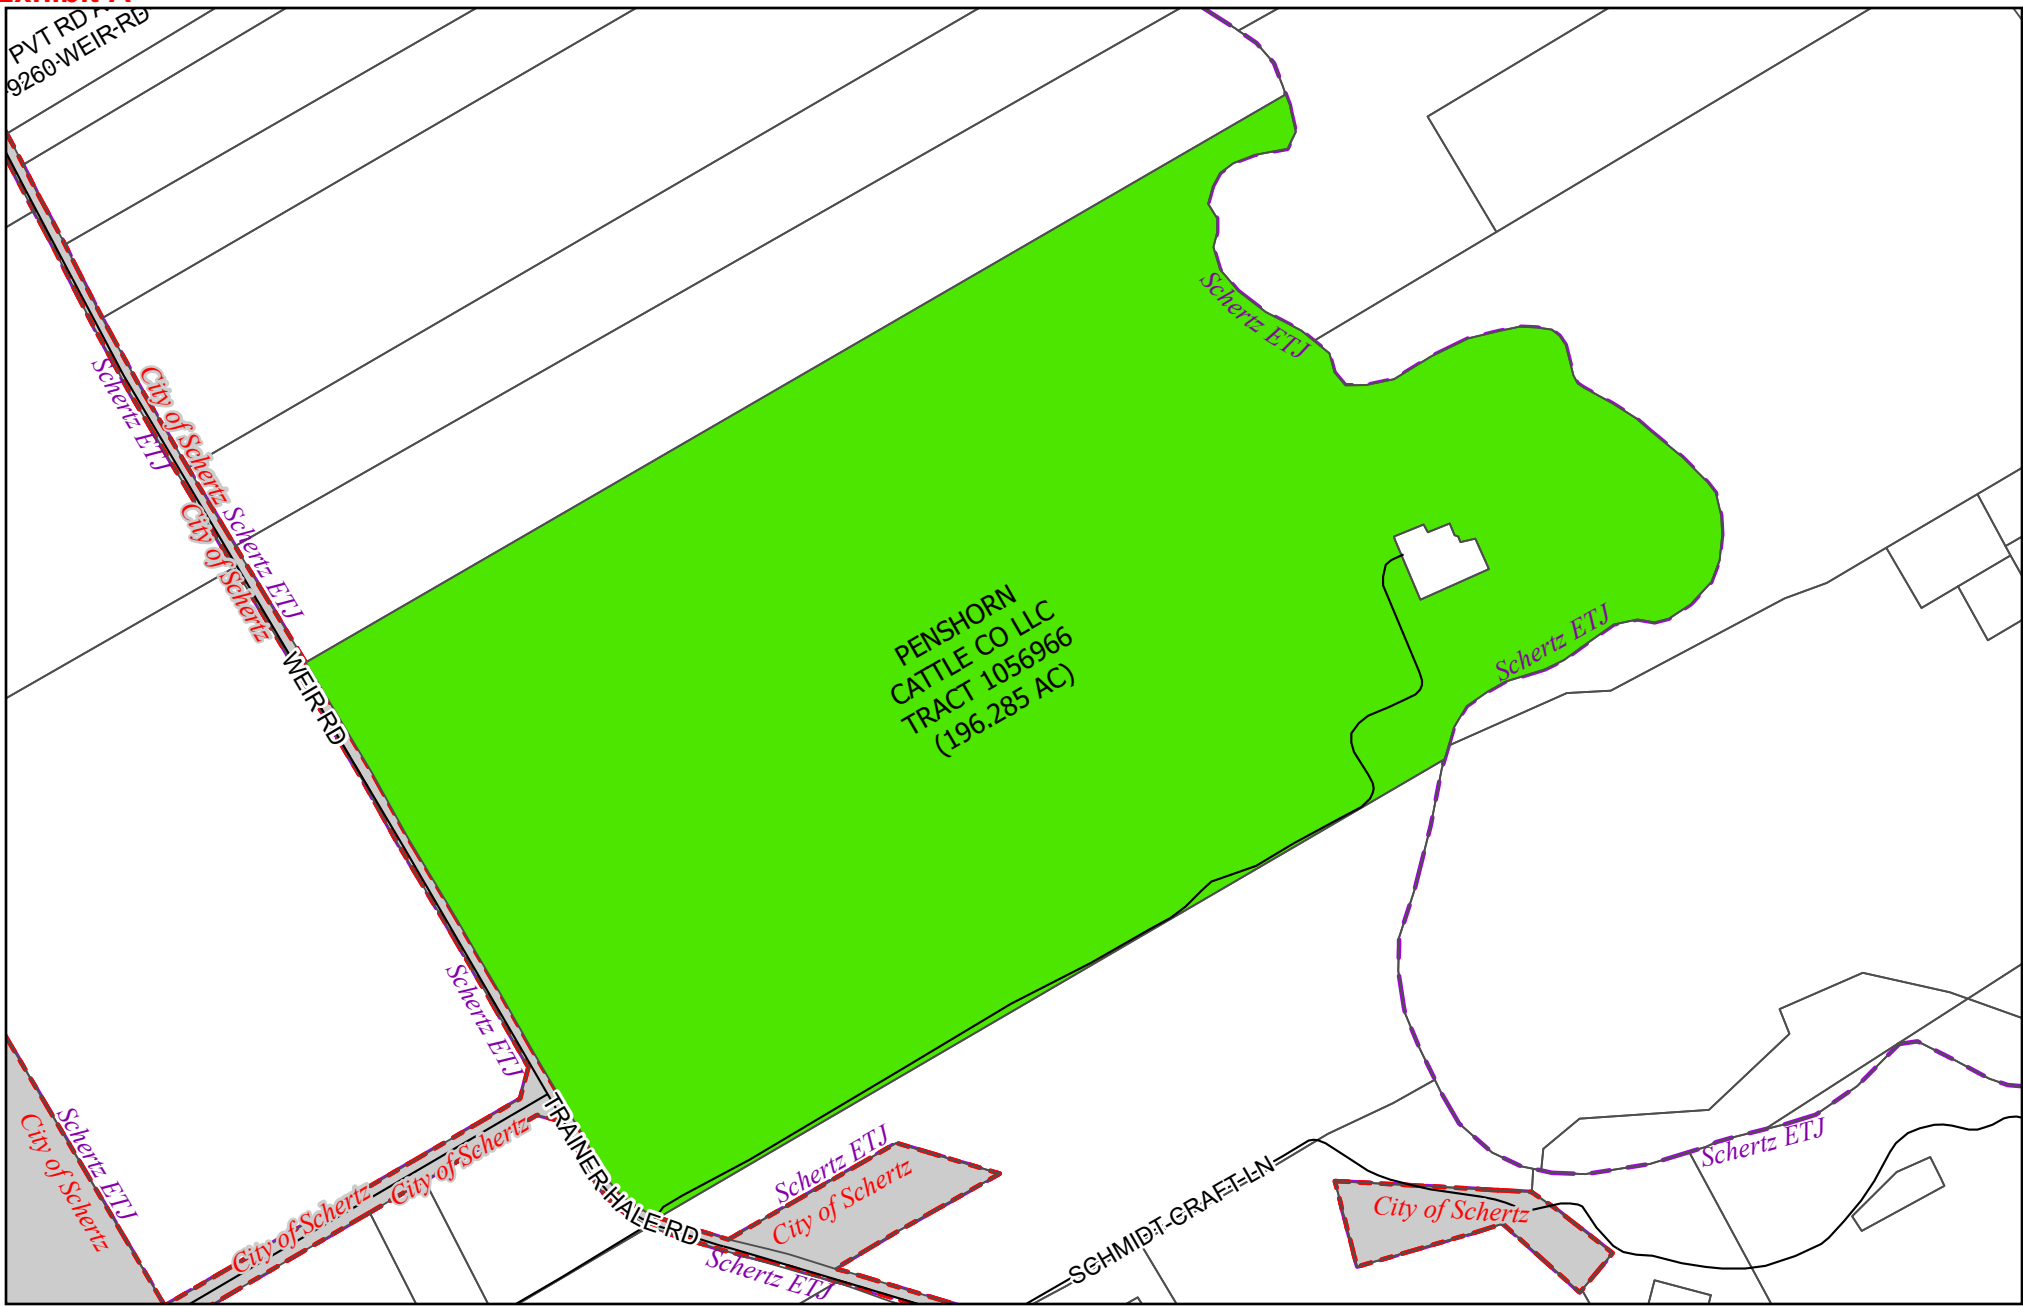 Exhibit A
PVT RD A
9260 WEIR-RD
Schertz ETJ
City of Schertz
Schertz ETJ
City of Schertz
Schertz ETJ
WEIR-RD
PENSHORN
CATTLE CO LLC
TRACT 1056966
(196.285 AC)
Schertz ETJ
Schertz ETJ
Schertz ETJ
City of Schertz
City of Schertz
City of Schertz
TRAINER-HALE-RD
Schertz ETJ
City of Schertz
Schertz ETJ
SCHMIDT-CRAFT-LN
City of Schertz
Schertz ETJ